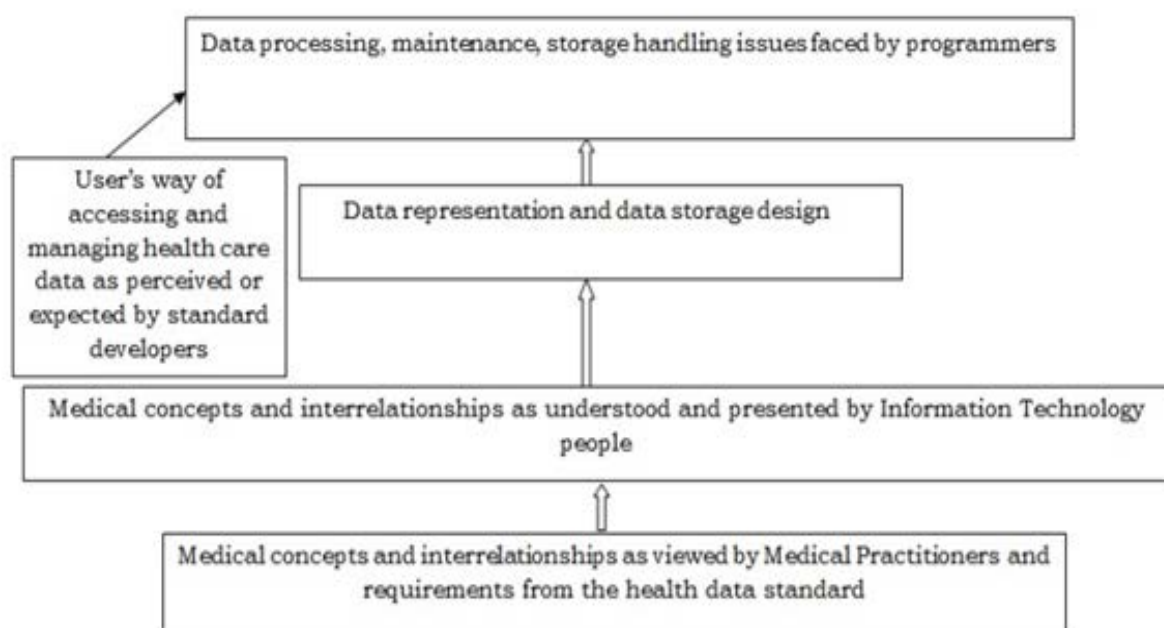 Data processing, maintenance, storage handling issues faced by programmers
User's way of
accessing and
managing health care
data as perceived or
expected by standard
developers
Data representation and data storage design
Medical concepts and interrelationships as understood and presented by Information Technology
people
Medical concepts and interrelationships as viewed by Medical Practitioners and
requirements from the health data standard